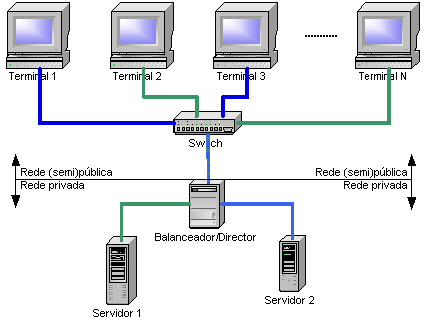 Terminal 1
Terminal 2
Terminal 3
Terminal N
Switch
Rede (semi)pública
Rede (semi)pública
Rede privada
Rede privada
Balanceador/Director
Servidor 1
Servidor 2